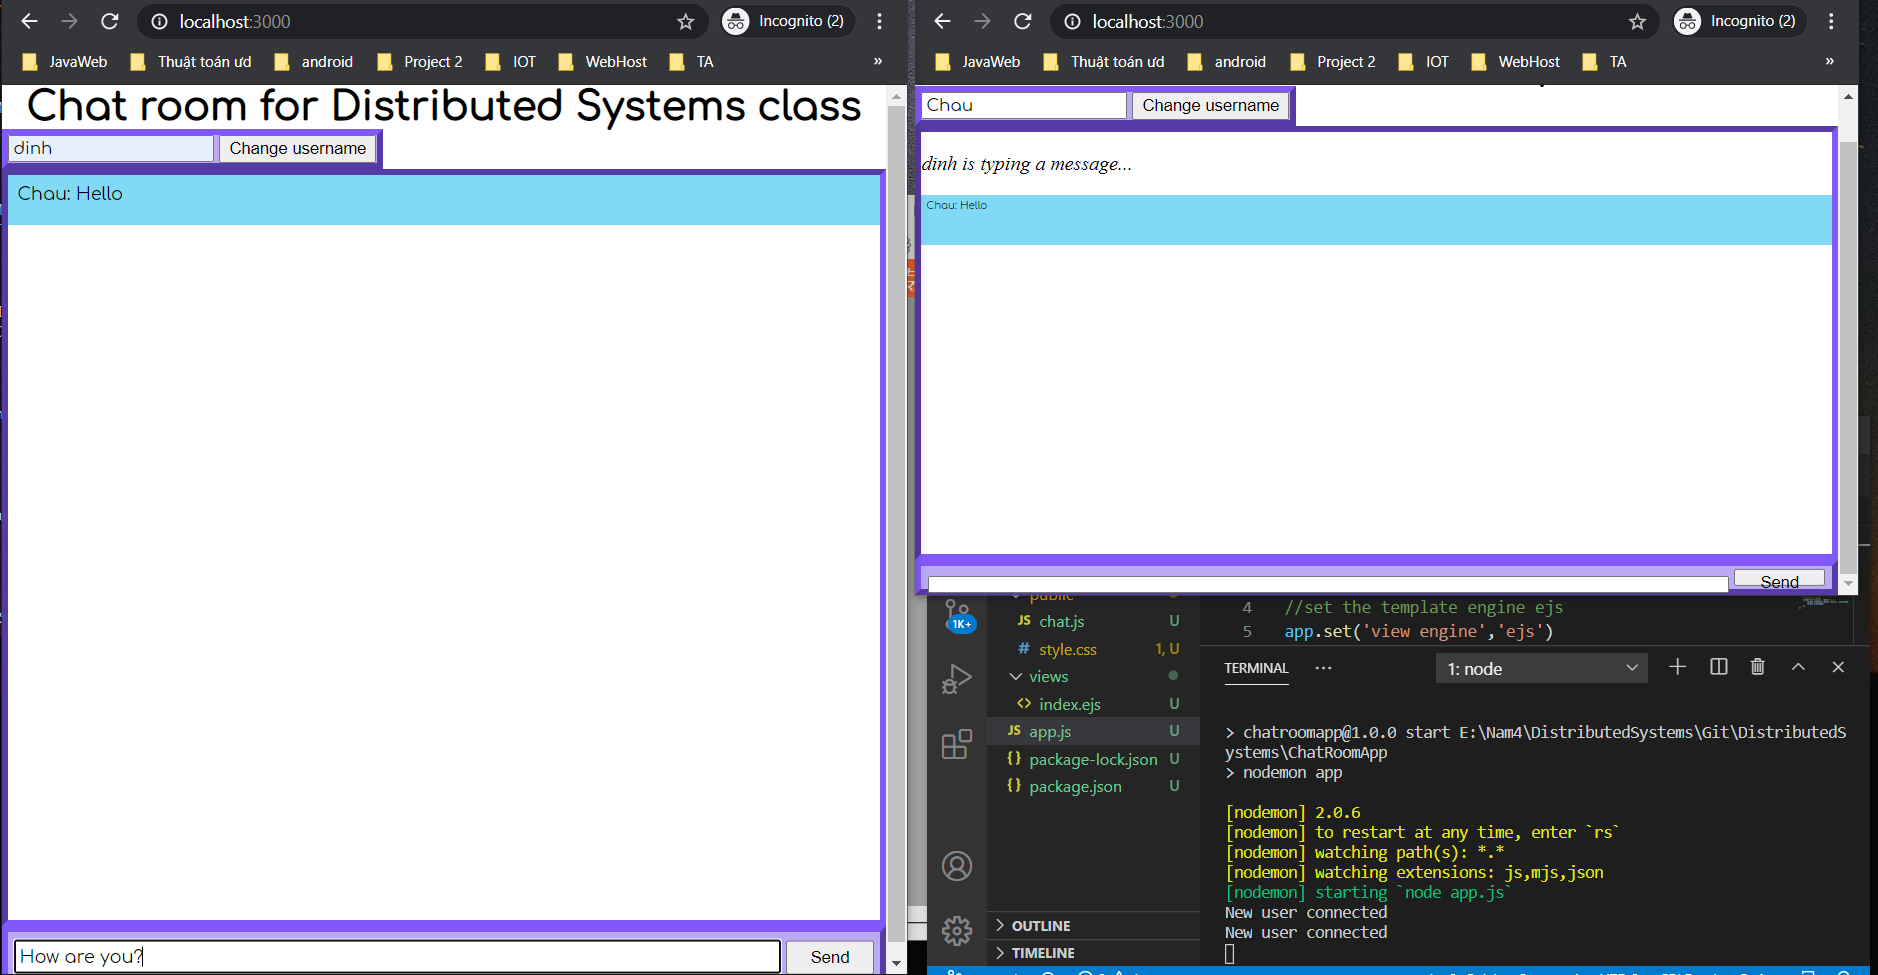 localhost:3000
Incognito (2)
JavaWeb Thuật toán ưd android Project 2 IOT WebHost TA »
Chat room for Distributed Systems class
dinh Change username
Chau: Hello
How are you? Send
localhost:3000
Incognito (2)
JavaWeb Thuật toán ưd android Project 2 IOT WebHost TA »
Chau Change username
dinh is typing a message...
Chau: Hello
Send
1K+
public
JS chat.js U
# style.css 1, U
views
<> index.ejs U
JS app.js U
{} package-lock.json U
{} package.json U
OUTLINE
TIMELINE
4 //set the template engine ejs
5 app.set('view engine','ejs')
TERMINAL ··· 1: node
> chatroomapp@1.0.0 start E:\Nam4\DistributedSystems\Git\DistributedS
ystems\ChatRoomApp
> nodemon app
[nodemon] 2.0.6
[nodemon] to restart at any time, enter `rs`
[nodemon] watching path(s): *.*
[nodemon] watching extensions: js,mjs,json
[nodemon] starting `node app.js`
New user connected
New user connected